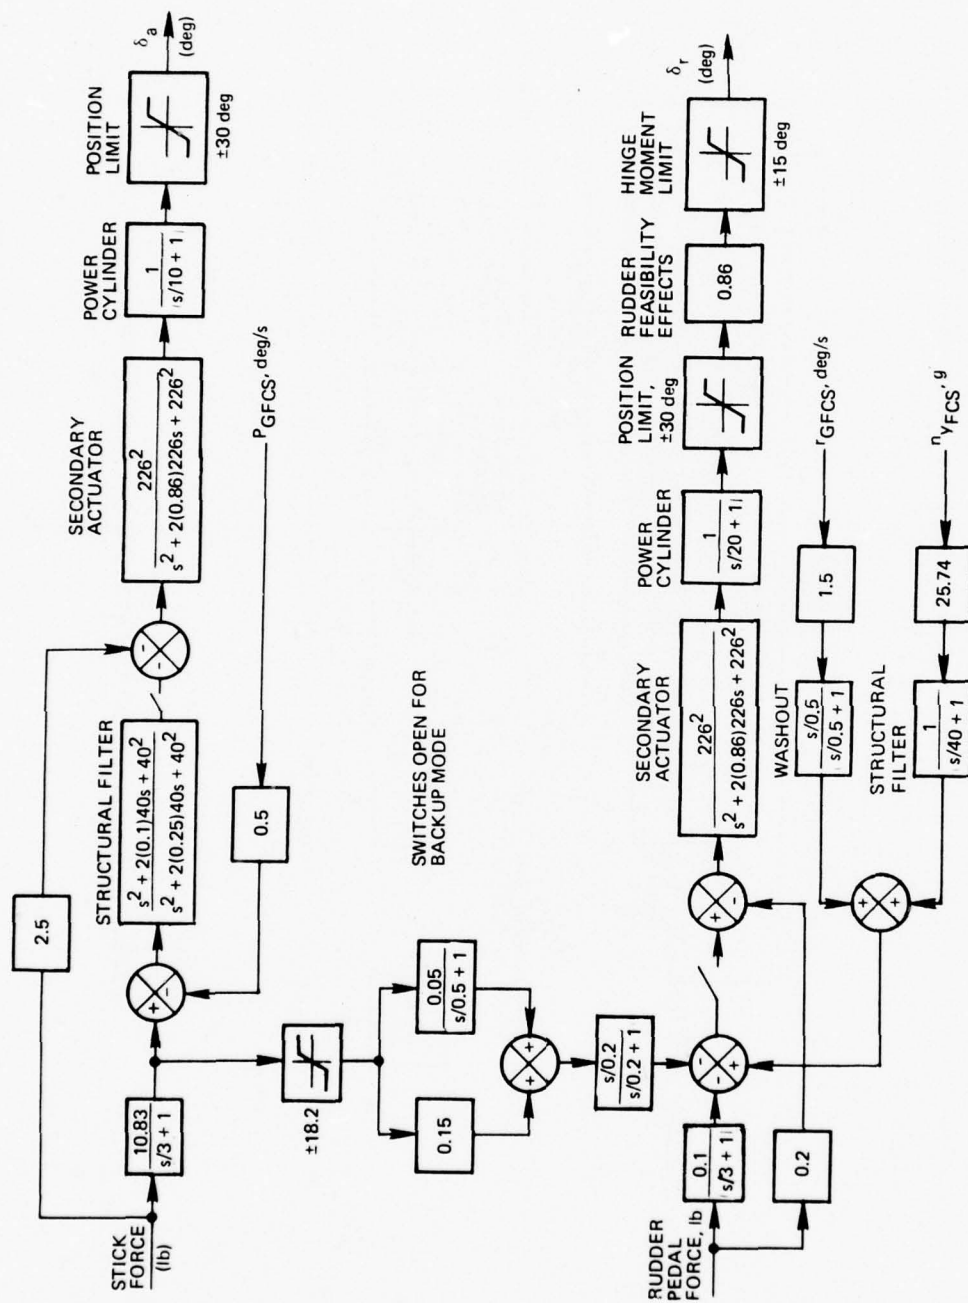 STICK
FORCE
(lb)
2.5
10.83
s/3 + 1
+
-
STRUCTURAL FILTER
s² + 2(0.1)40s + 40²
s² + 2(0.25)40s + 40²
-
-
SECONDARY
ACTUATOR
226²
s² + 2(0.86)226s + 226²
POWER
CYLINDER
1
s/10 + 1
POSITION
LIMIT
±30 deg
δa
(deg)
0.5
PGFCS, deg/s
±18.2
0.15
0.05
s/0.5 + 1
+
+
s/0.2
s/0.2 + 1
SWITCHES OPEN FOR
BACKUP MODE
RUDDER
PEDAL
FORCE, lb
0.1
s/3 + 1
0.2
-
-
+
+
-
SECONDARY
ACTUATOR
226²
s² + 2(0.86)226s + 226²
POWER
CYLINDER
1
s/20 + 1
POSITION
LIMIT,
±30 deg
RUDDER
FEASIBILITY
EFFECTS
0.86
HINGE
MOMENT
LIMIT
±15 deg
δr
(deg)
+
+
WASHOUT
s/0.5
s/0.5 + 1
1.5
rGFCS, deg/s
STRUCTURAL
FILTER
1
s/40 + 1
25.74
nyFCS, g